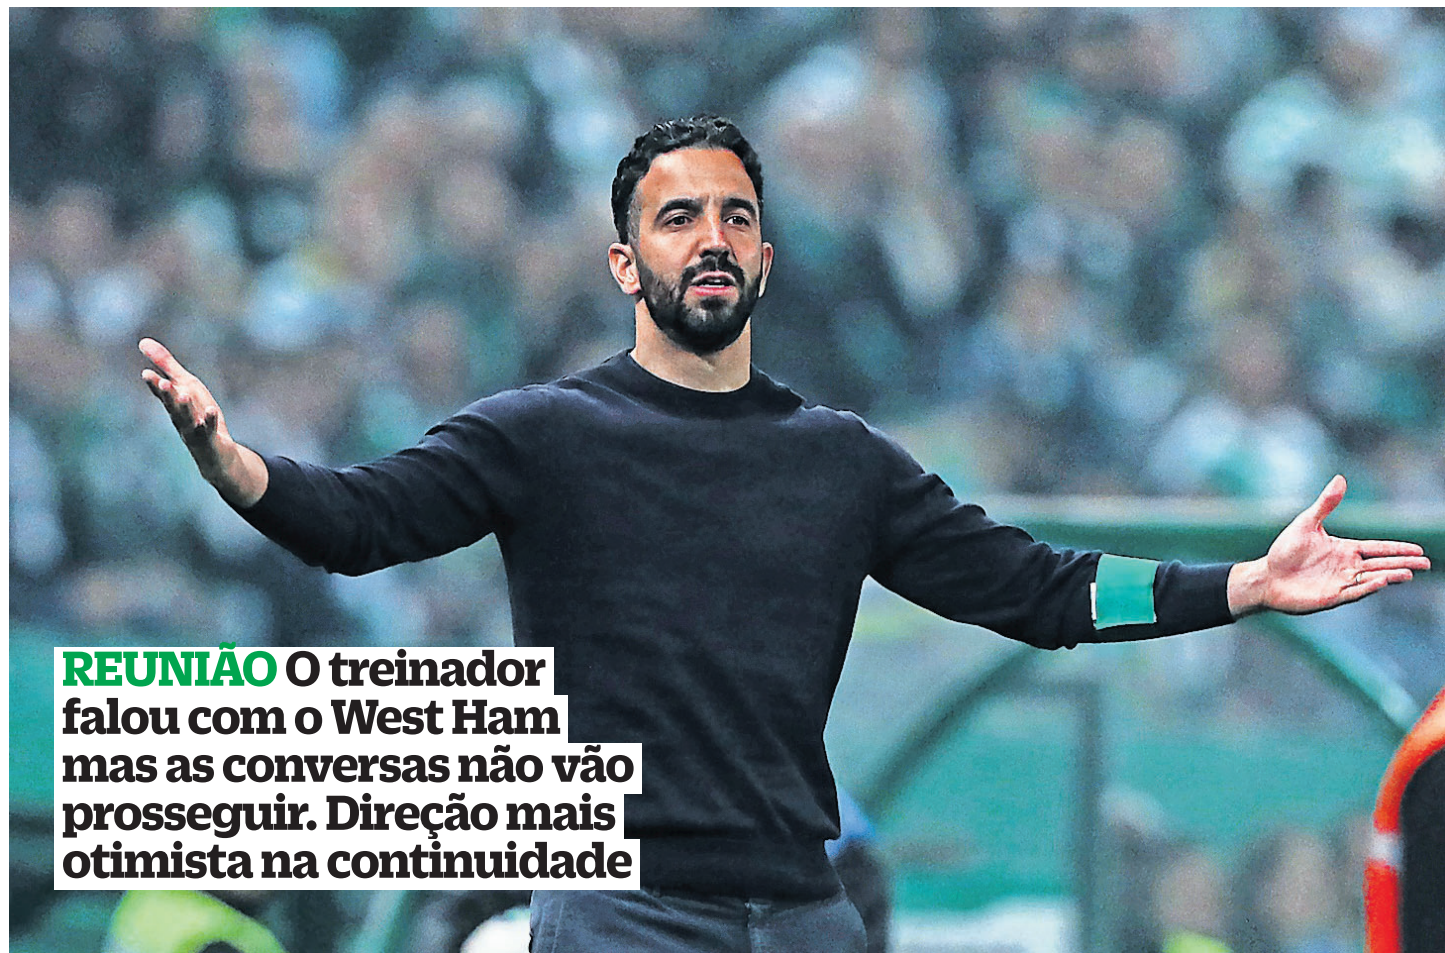 REUNIÃO O treinador
falou com o West Ham
mas as conversas não vão
prosseguir. Direção mais
otimista na continuidade